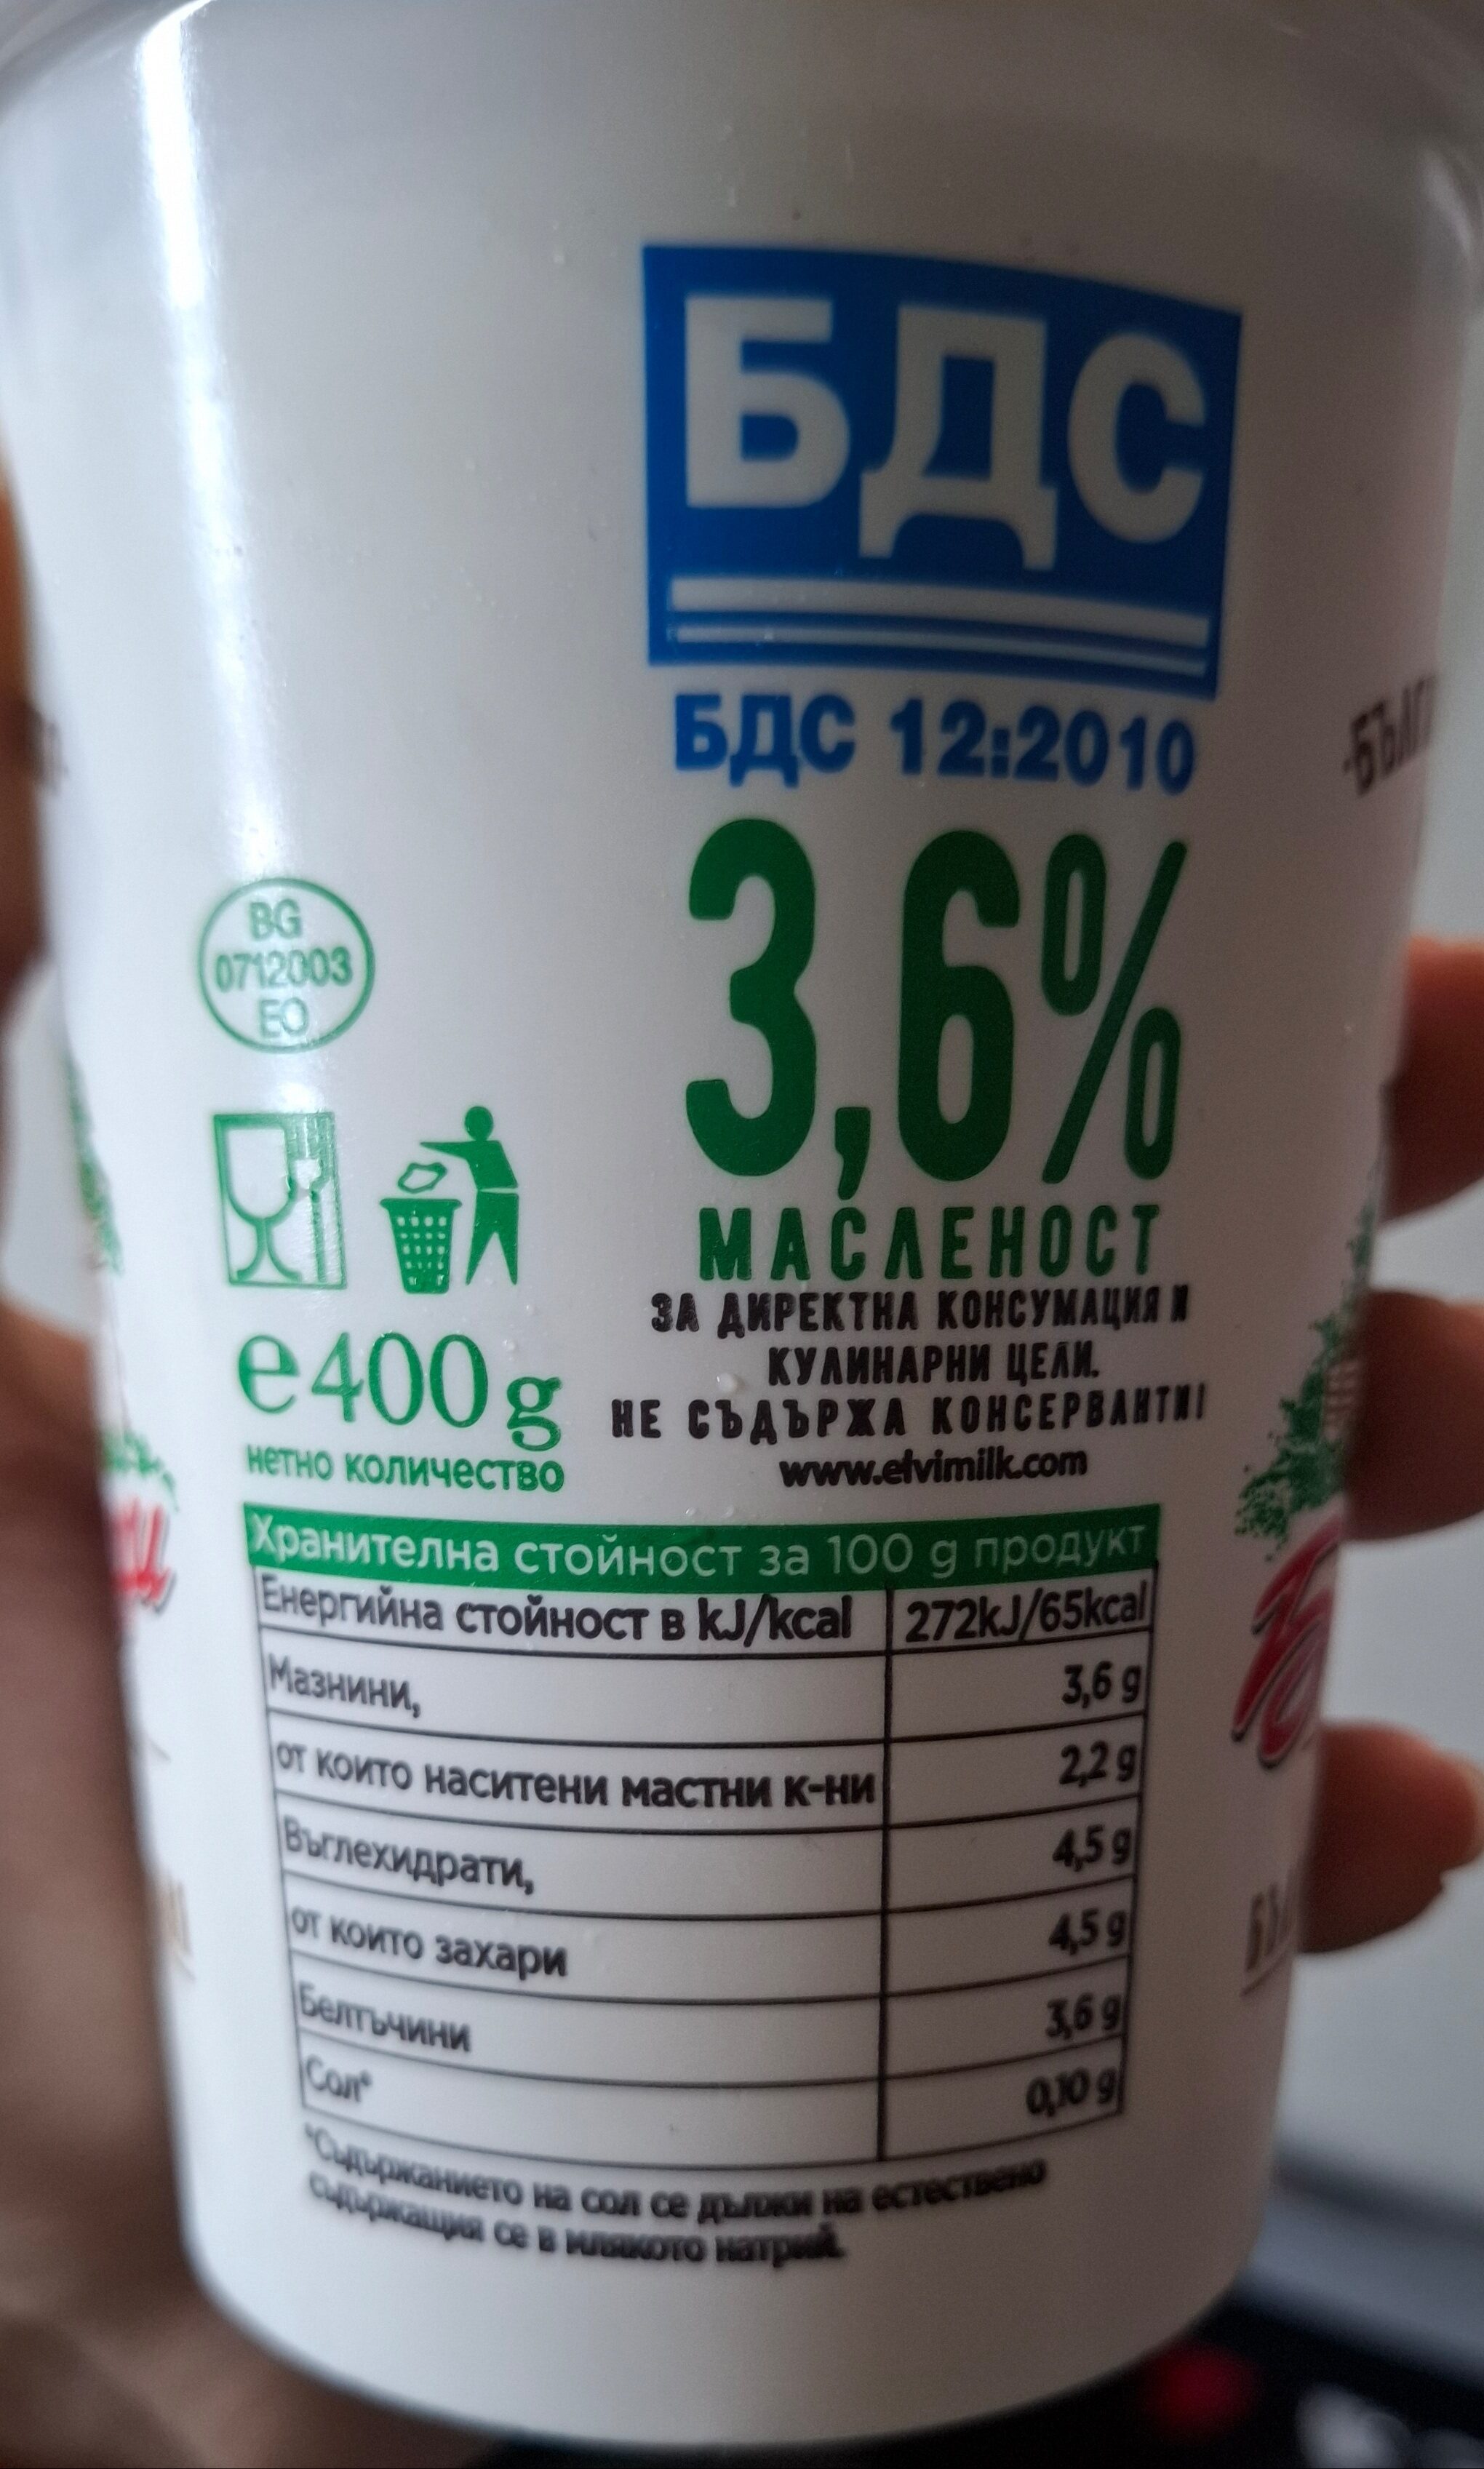 БДС
БДС 12:2010
3,6%
МАСЛЕНОСТ
ЗА ДИРЕКТНА КОНСУМАЦИЯ И
КУЛИНАРНИ ЦЕЛИ.
НЕ СЪДЪРЖА КОНСЕРВАНТИ!
www.elvimilk.com
BG
0712003
EO
e400g
нетно количество
Хранителна стойност за 100 g продукт
Енергийна стойност в kJ/kcal 272kJ/65kcal
Мазнини, 3,6 g
от които наситени мастни к-ни 2,2 g
Въглехидрати, 4,5 g
от които захари 4,5 g
Белтъчини 3,6 g
Сол* 0,10 g
*Съдържанието на сол се дължи на естествено
съдържащия се в млякото натрий.